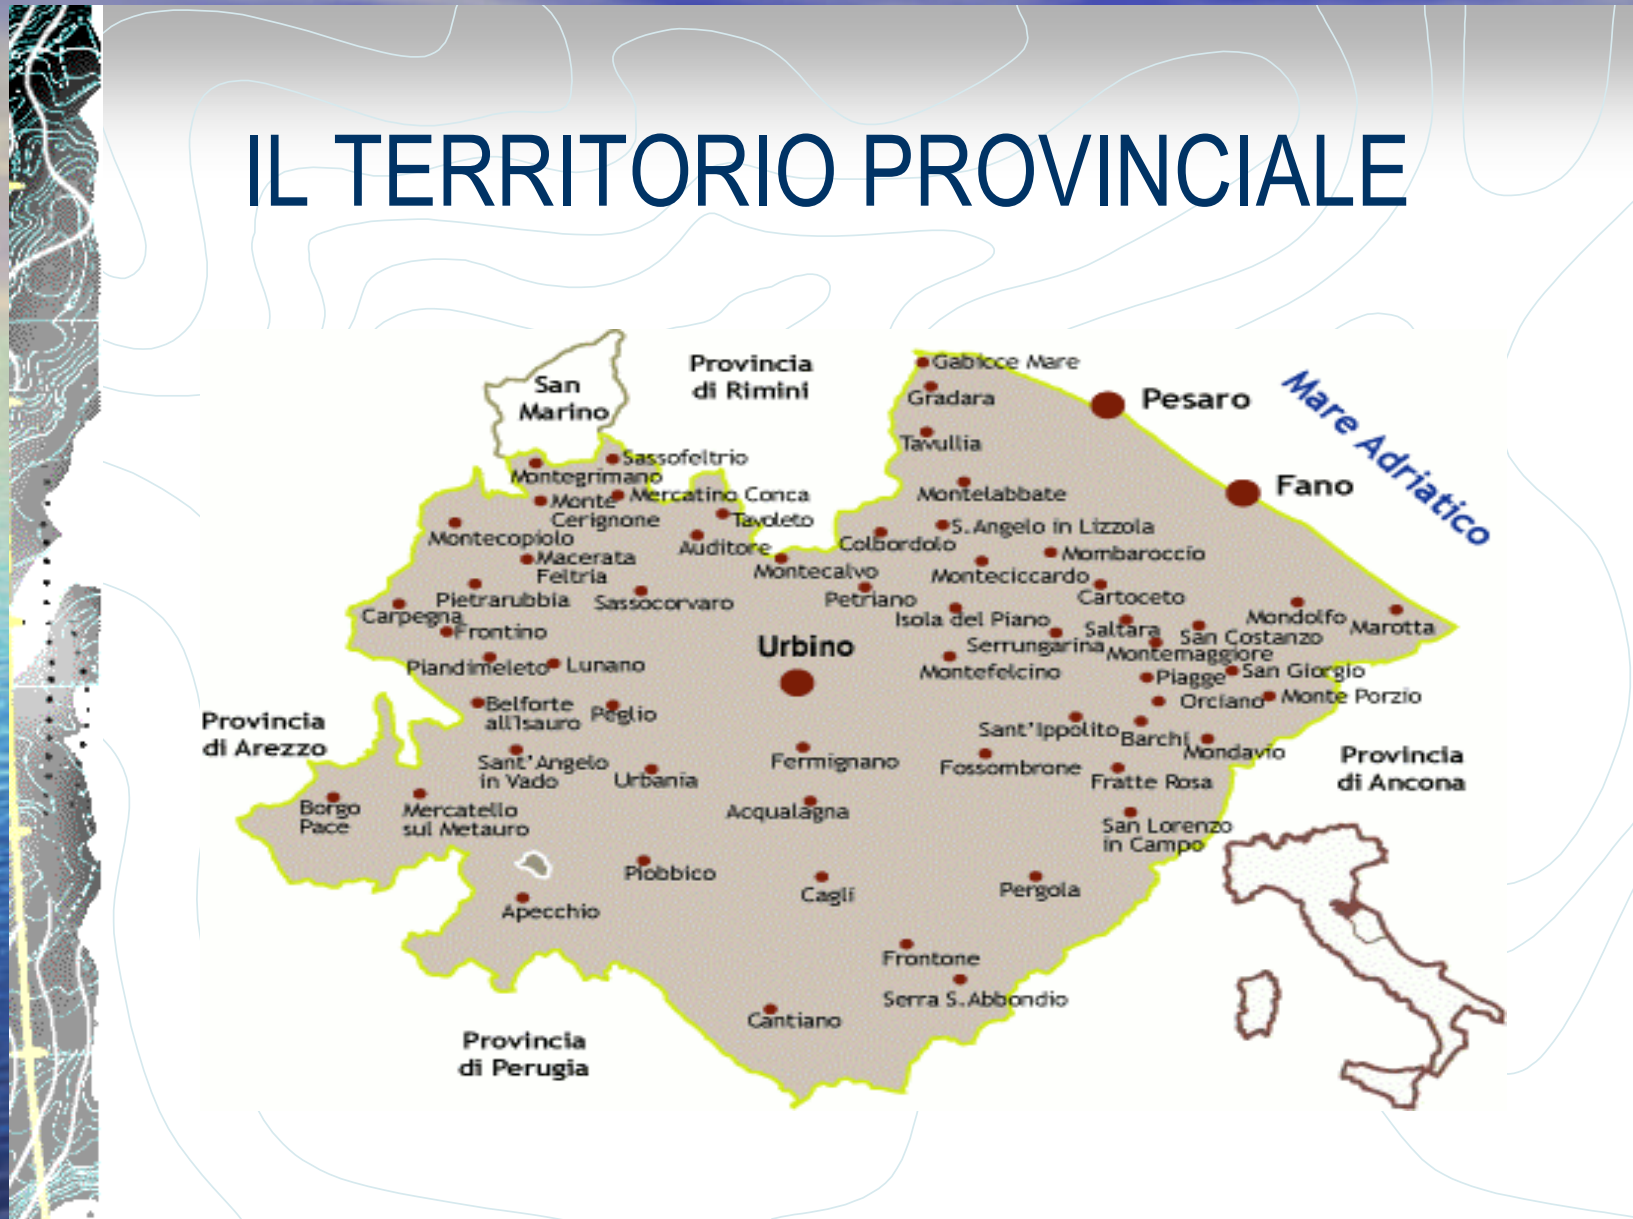 IL TERRITORIO PROVINCIALE
San
Marino
Provincia
di Rimini
Gabicce Mare
Gradara
Pesaro
Mare Adriatico
Tavullia
Sassofeltrio
Montegrimano
Fano
Montelabbate
Mercatino Conca
Monte
Cerignone
Tavoleto
S. Angelo in Lizzola
Montecopiolo
Auditore
Colbordolo
Mombaroccio
Macerata
Feltria
Montecalvo
Monteciccardo
Pietrarubbia
Sassocorvaro
Petriano
Cartoceto
Carpegna
Isola del Piano
Mondolfo
Marotta
Frontino
Saltara
San Costanzo
Urbino
Serrungarina
Montemaggiore
Piandimeleto
Lunano
Montefelcino
Piagge
San Giorgio
Belforte
all'Isauro
Peglio
Orciano
Monte Porzio
Provincia
di Arezzo
Sant'Ippolito
Barchi
Mondavio
Sant'Angelo
in Vado
Urbania
Fermignano
Fossombrone
Fratte Rosa
Provincia
di Ancona
Borgo
Pace
Mercatello
sul Metauro
Acqualagna
San Lorenzo
in Campo
Piobbico
Cagli
Pergola
Apecchio
Frontone
Serra S. Abbondio
Cantiano
Provincia
di Perugia